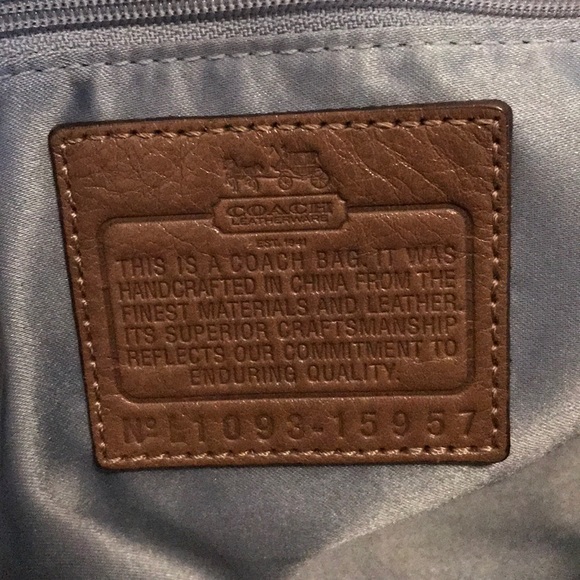 COACH
LEATHERWARE
EST. 1941
THIS IS A COACH BAG. IT WAS
HANDCRAFTED IN CHINA FROM THE
FINEST MATERIALS AND LEATHER.
ITS SUPERIOR CRAFTSMANSHIP
REFLECTS OUR COMMITMENT TO
ENDURING QUALITY.
Nº L1093-15957